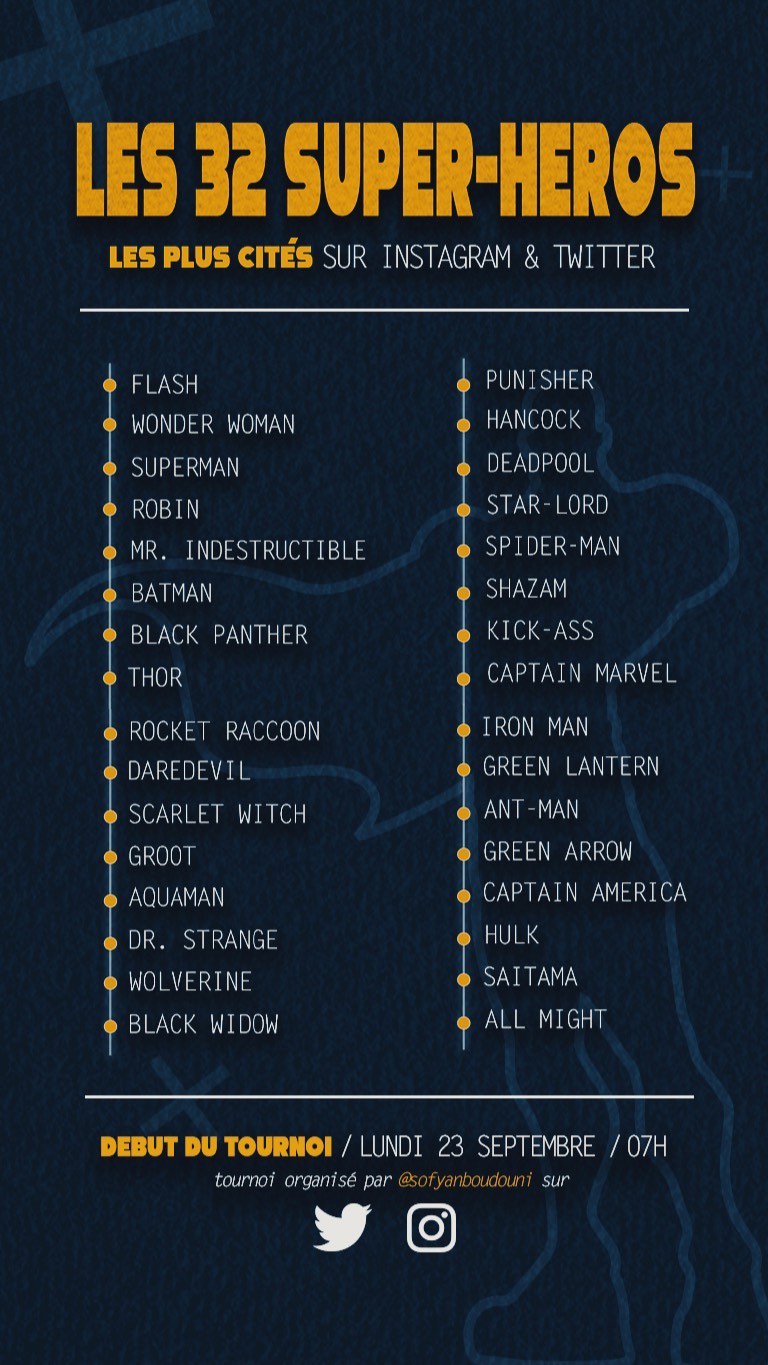 LES 32 SUPER-HEROS
LES PLUS CITÉS SUR INSTAGRAM & TWITTER
FLASH
WONDER WOMAN
SUPERMAN
ROBIN
MR. INDESTRUCTIBLE
BATMAN
BLACK PANTHER
THOR
ROCKET RACCOON
DAREDEVIL
SCARLET WITCH
GROOT
AQUAMAN
DR. STRANGE
WOLVERINE
BLACK WIDOW
PUNISHER
HANCOCK
DEADPOOL
STAR-LORD
SPIDER-MAN
SHAZAM
KICK-ASS
CAPTAIN MARVEL
IRON MAN
GREEN LANTERN
ANT-MAN
GREEN ARROW
CAPTAIN AMERICA
HULK
SAITAMA
ALL MIGHT
DEBUT DU TOURNOI / LUNDI 23 SEPTEMBRE / 07H
tournoi organisé par @sofyanboudouni sur